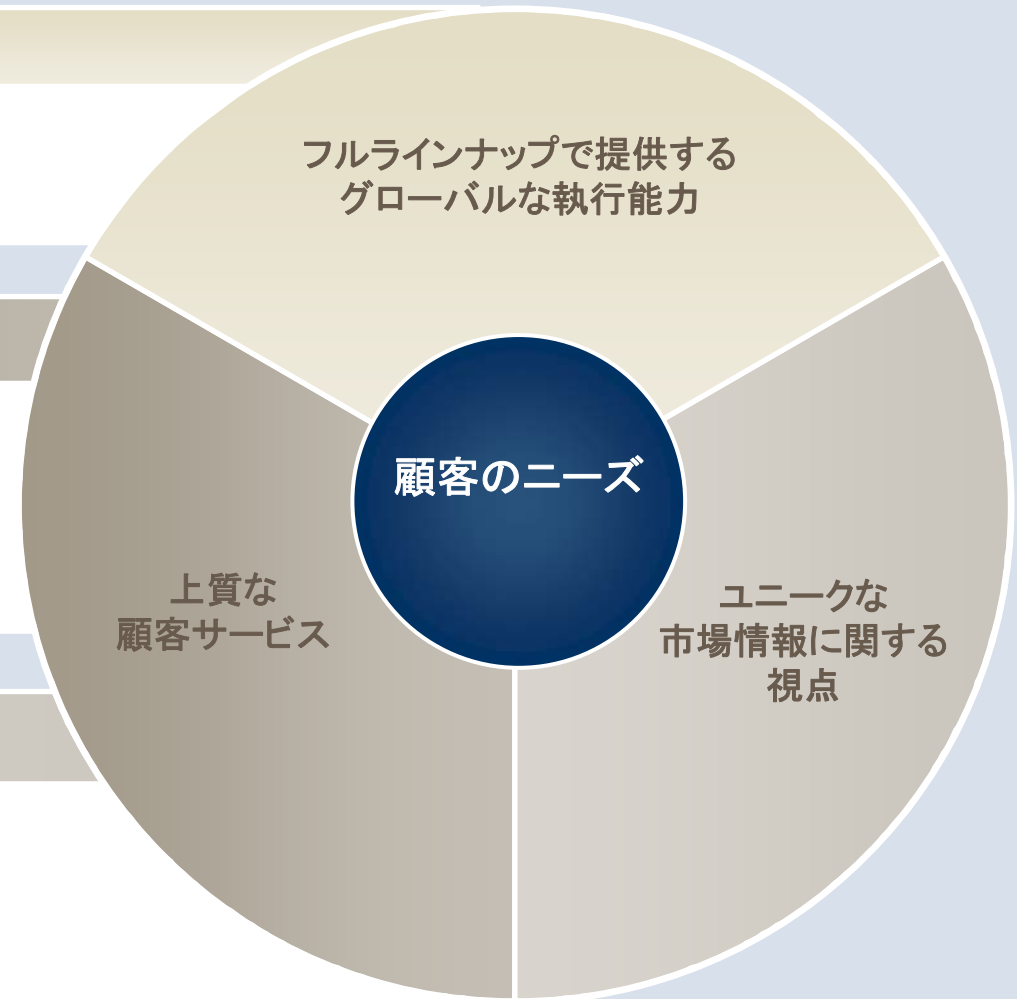 フルラインナップで提供する
グローバルな執行能力
顧客のニーズ
上質な
顧客サービス
ユニークな
市場情報に関する
視点